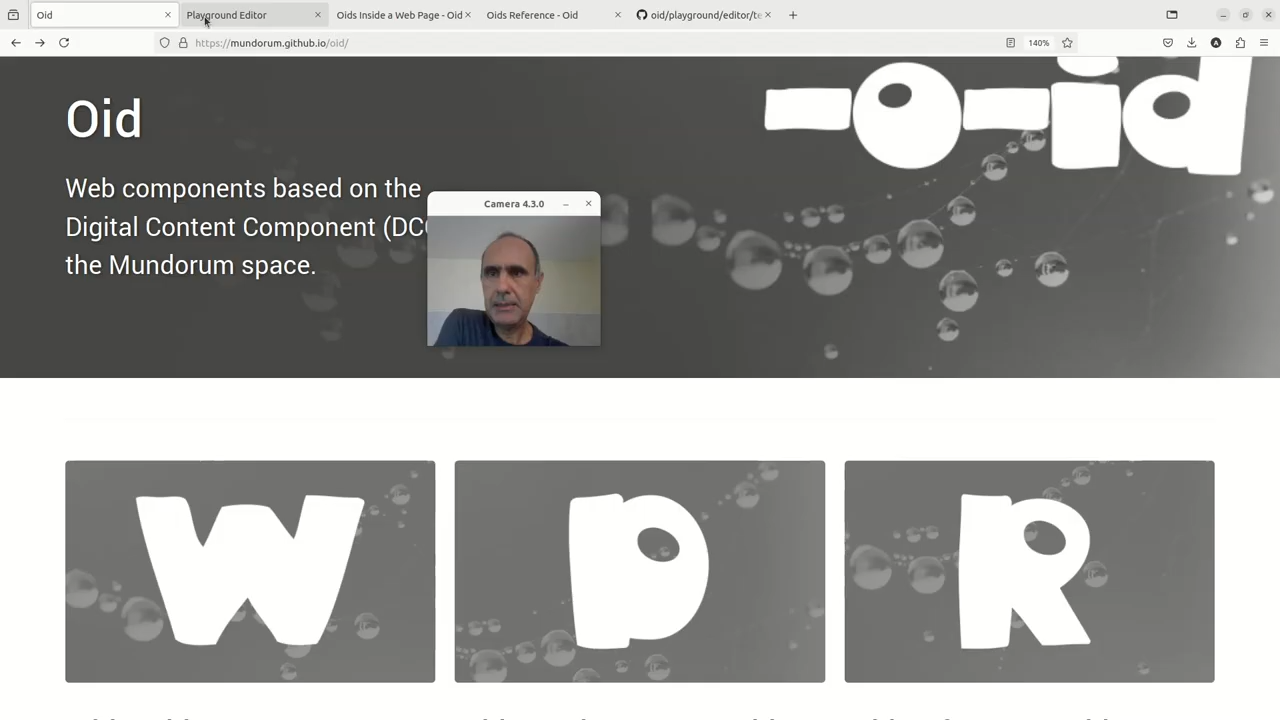 Oid
Playground Editor
Oids Inside a Web Page - Oid
Oids Reference - Oid
oid/playground/editor/te
https://mundorum.github.io/oid/
140%
-o-id
Oid
Web components based on the
Digital Content Component (DCC
the Mundorum space.
Camera 4.3.0
W
D
R